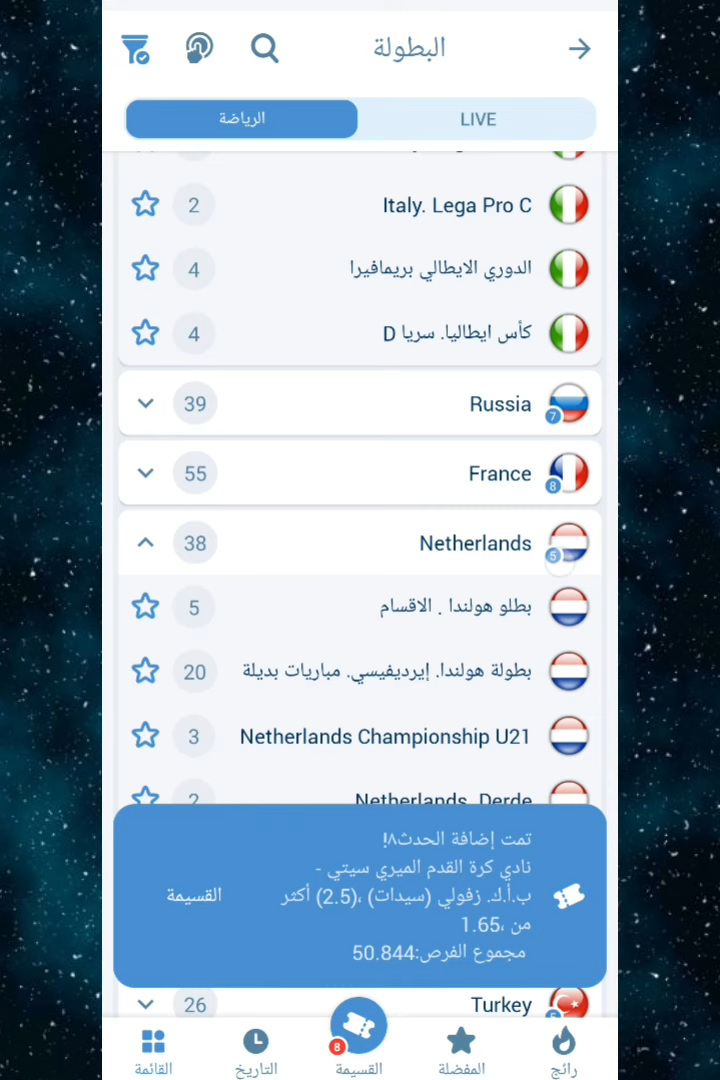 البطولة
الرياضة
LIVE
Italy. Lega Pro C
2
الدوري الايطالي بريمافيرا
4
كأس ايطاليا. سريا D
4
Russia
7
39
France
8
55
Netherlands
5
38
بطلو هولندا . الاقسام
5
بطولة هولندا. إيرديفيسي. مباريات بديلة
20
Netherlands Championship U21
3
Netherlands. Derde
2
تمت إضافة الحدث٨!
نادي كرة القدم الميري سيتي -
ب.أ.ك. زفولي (سيدات) ،(2.5) أكثر
من ،1.65
مجموع الفرص:50.844
القسيمة
Turkey
26
رائج
المفضلة
8
القسيمة
التاريخ
القائمة